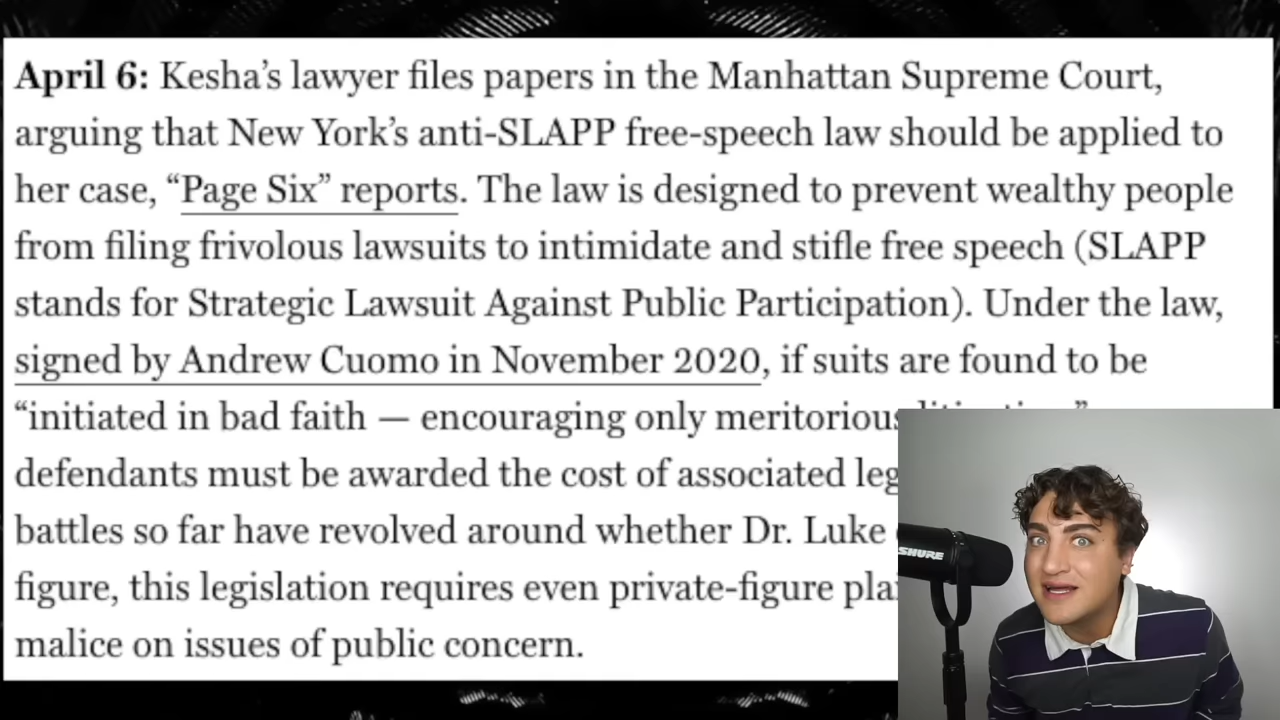 April 6: Kesha’s lawyer files papers in the Manhattan Supreme Court,
arguing that New York’s anti-SLAPP free-speech law should be applied to
her case, “Page Six” reports. The law is designed to prevent wealthy people
from filing frivolous lawsuits to intimidate and stifle free speech (SLAPP
stands for Strategic Lawsuit Against Public Participation). Under the law,
signed by Andrew Cuomo in November 2020, if suits are found to be
“initiated in bad faith — encouraging only meritorious
defendants must be awarded the cost of associated
battles so far have revolved around whether Dr. Luke
figure, this legislation requires even private-figure
malice on issues of public concern.
SHURE